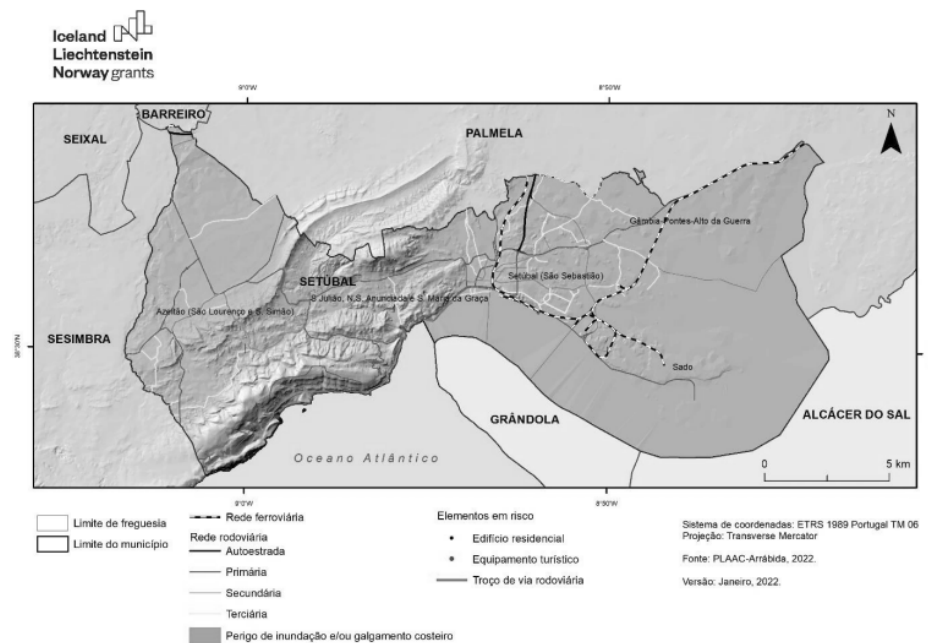 Iceland
Liechtenstein
Norway grants
9°0'W
8°50'W
BARREIRO
SEIXAL
PALMELA
N
Gâmbia-Pontes-Alto da Guerra
SETÚBAL
Setúbal (São Sebastião)
S.Julião, N.S. Anunciada e S. Maria da Graça
Azeitão (São Lourenço e S. Simão)
SESIMBRA
38°30'N
Sado
GRÂNDOLA
ALCÁCER DO SAL
Oceano Atlântico
0
5 km
9°0'W
Limite de freguesia
Limite do município
Rede ferroviária
Rede rodoviária
Autoestrada
Primária
Secundária
Terciária
Perigo de inundação e/ou galgamento costeiro
Elementos em risco
Edifício residencial
Equipamento turístico
Troço de via rodoviária
Sistema de coordenadas: ETRS 1989 Portugal TM 06
Projeção: Transverse Mercator
Fonte: PLAAC-Arrábida, 2022.
Versão: Janeiro, 2022.